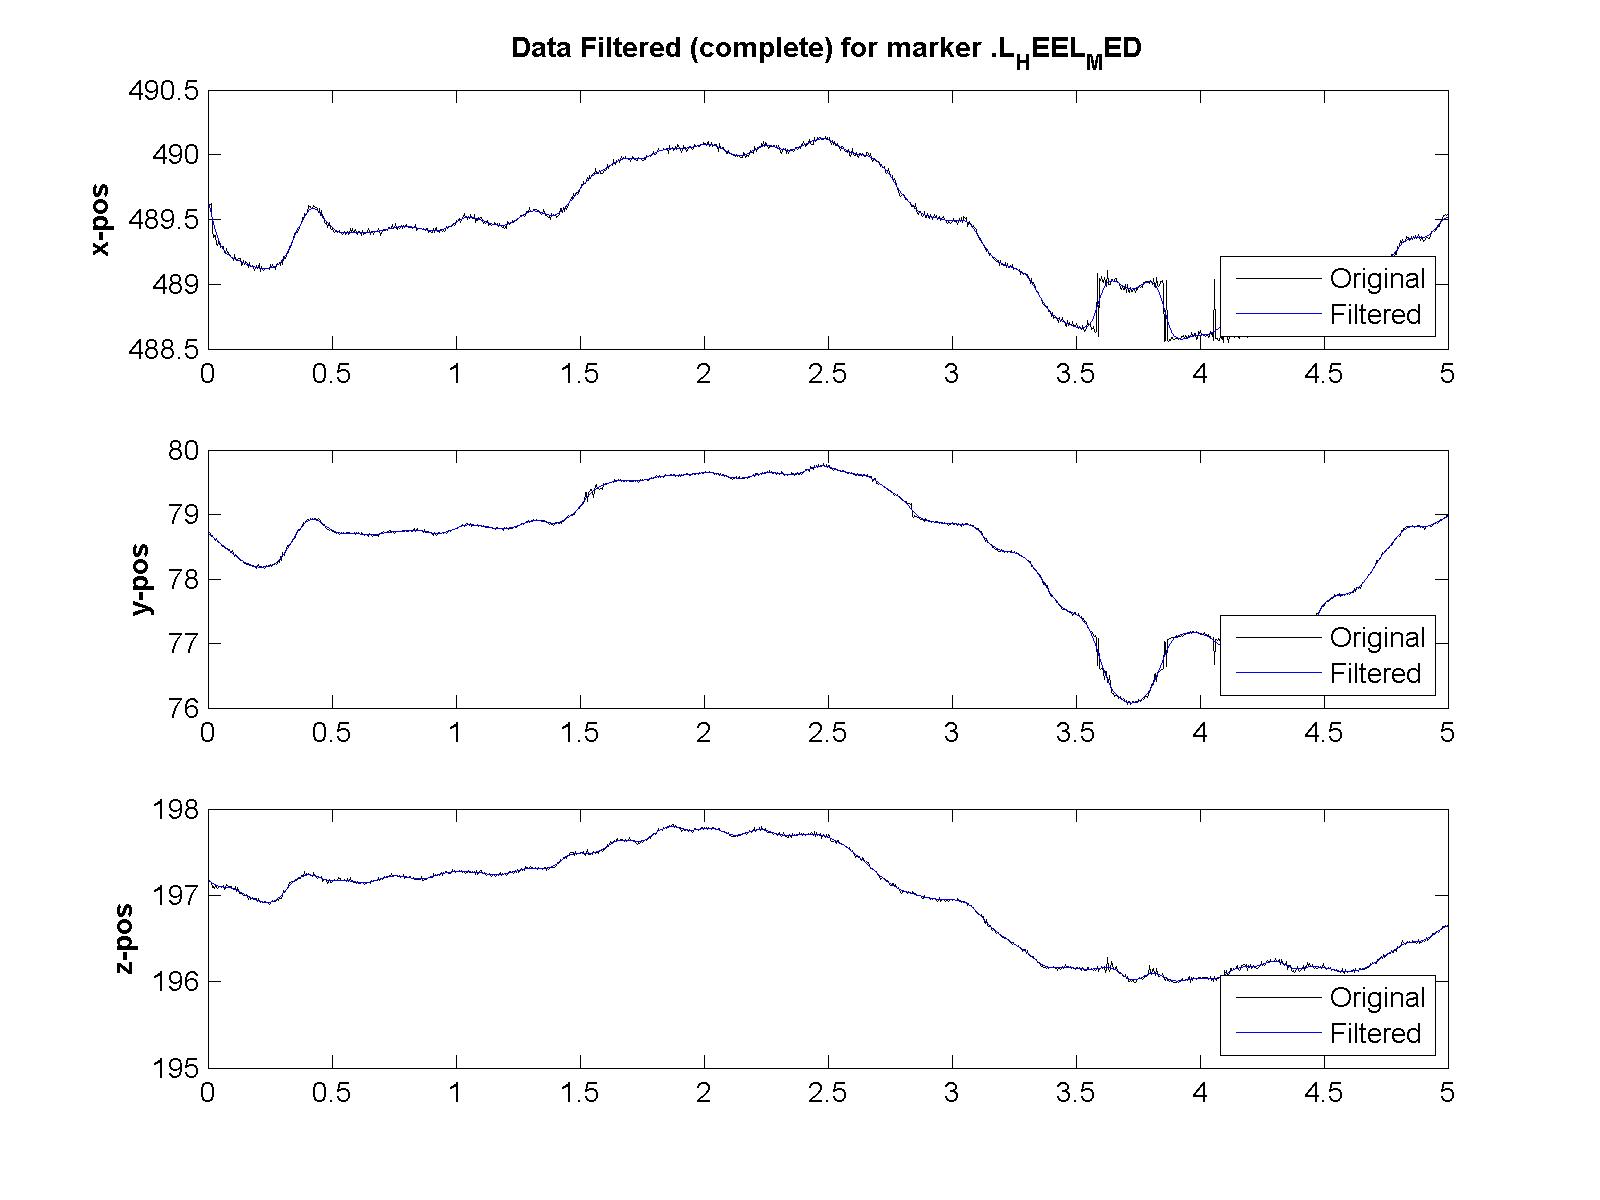 Data Filtered (complete) for marker .LHEELMED
490.5
490
489.5
489
488.5
x-pos
Original
Filtered
0 0.5 1 1.5 2 2.5 3 3.5 4 4.5 5
80
79
78
77
76
y-pos
Original
Filtered
0 0.5 1 1.5 2 2.5 3 3.5 4 4.5 5
198
197
196
195
z-pos
Original
Filtered
0 0.5 1 1.5 2 2.5 3 3.5 4 4.5 5